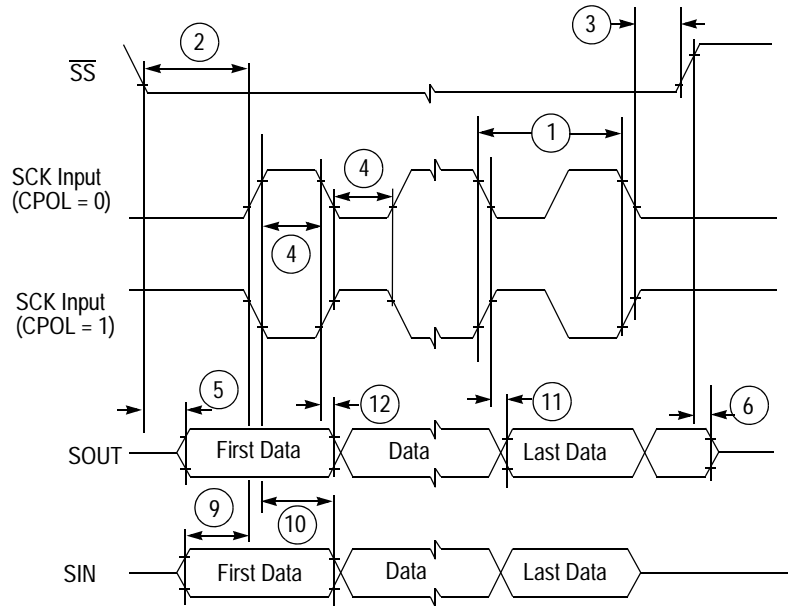 2
3
SS
1
SCK Input
(CPOL = 0)
4
4
SCK Input
(CPOL = 1)
5
12
11
6
SOUT
First Data
Data
Last Data
9
10
SIN
First Data
Data
Last Data